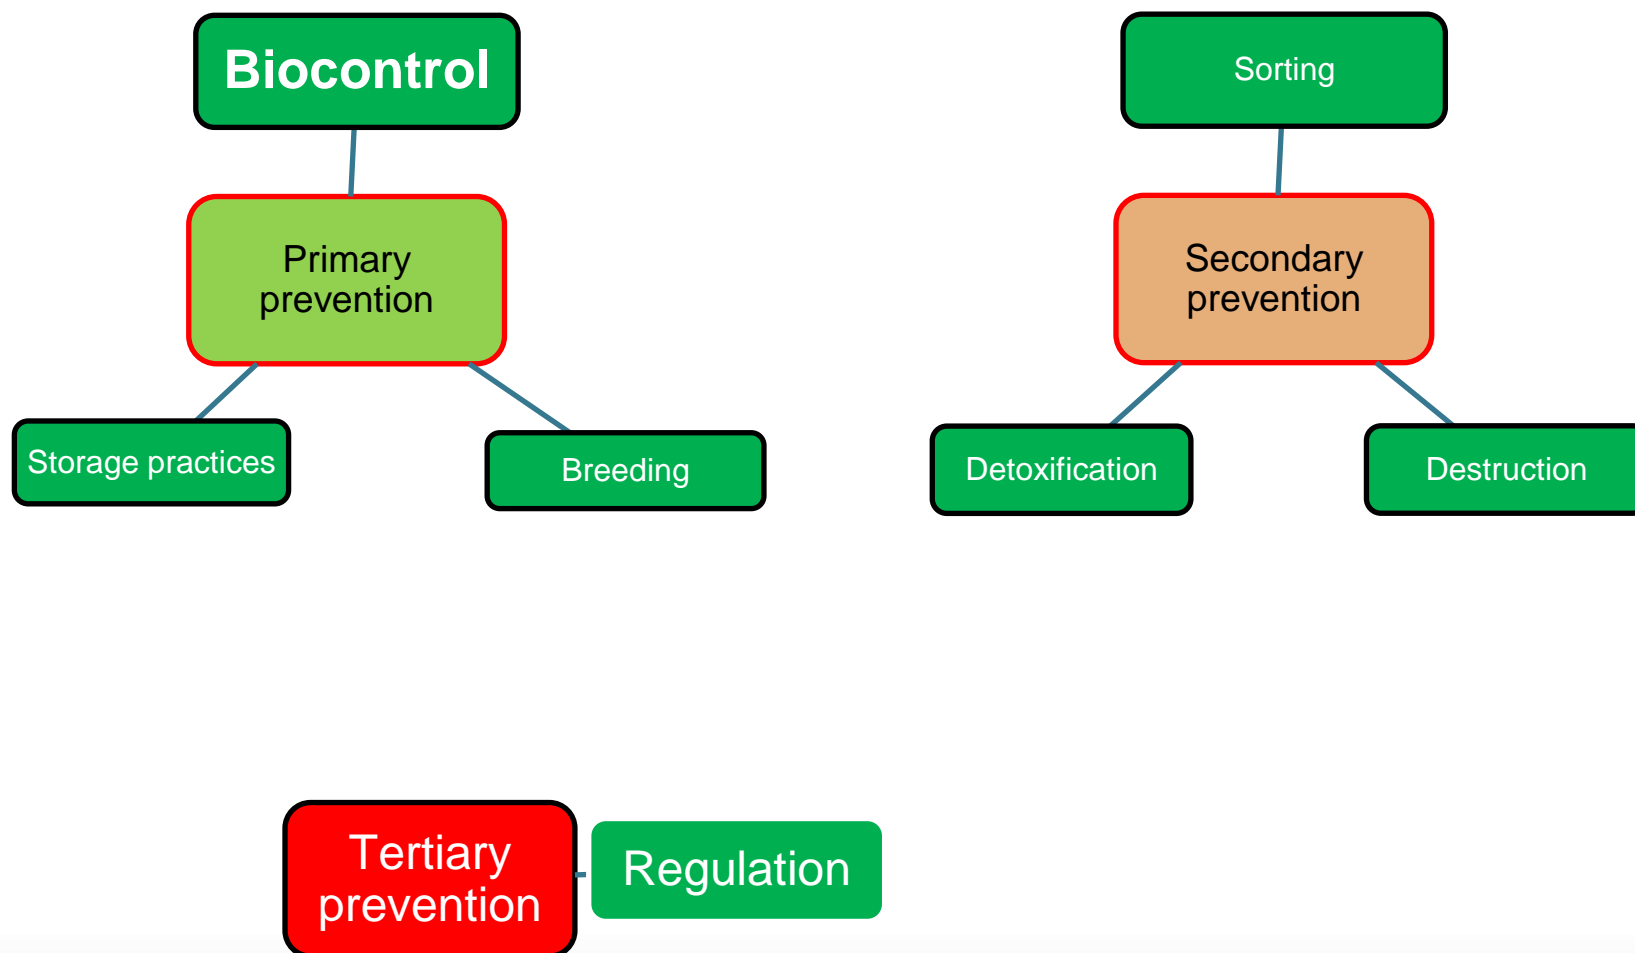 Biocontrol
Sorting
Primary
prevention
Secondary
prevention
Storage practices
Breeding
Detoxification
Destruction
Tertiary
prevention
Regulation